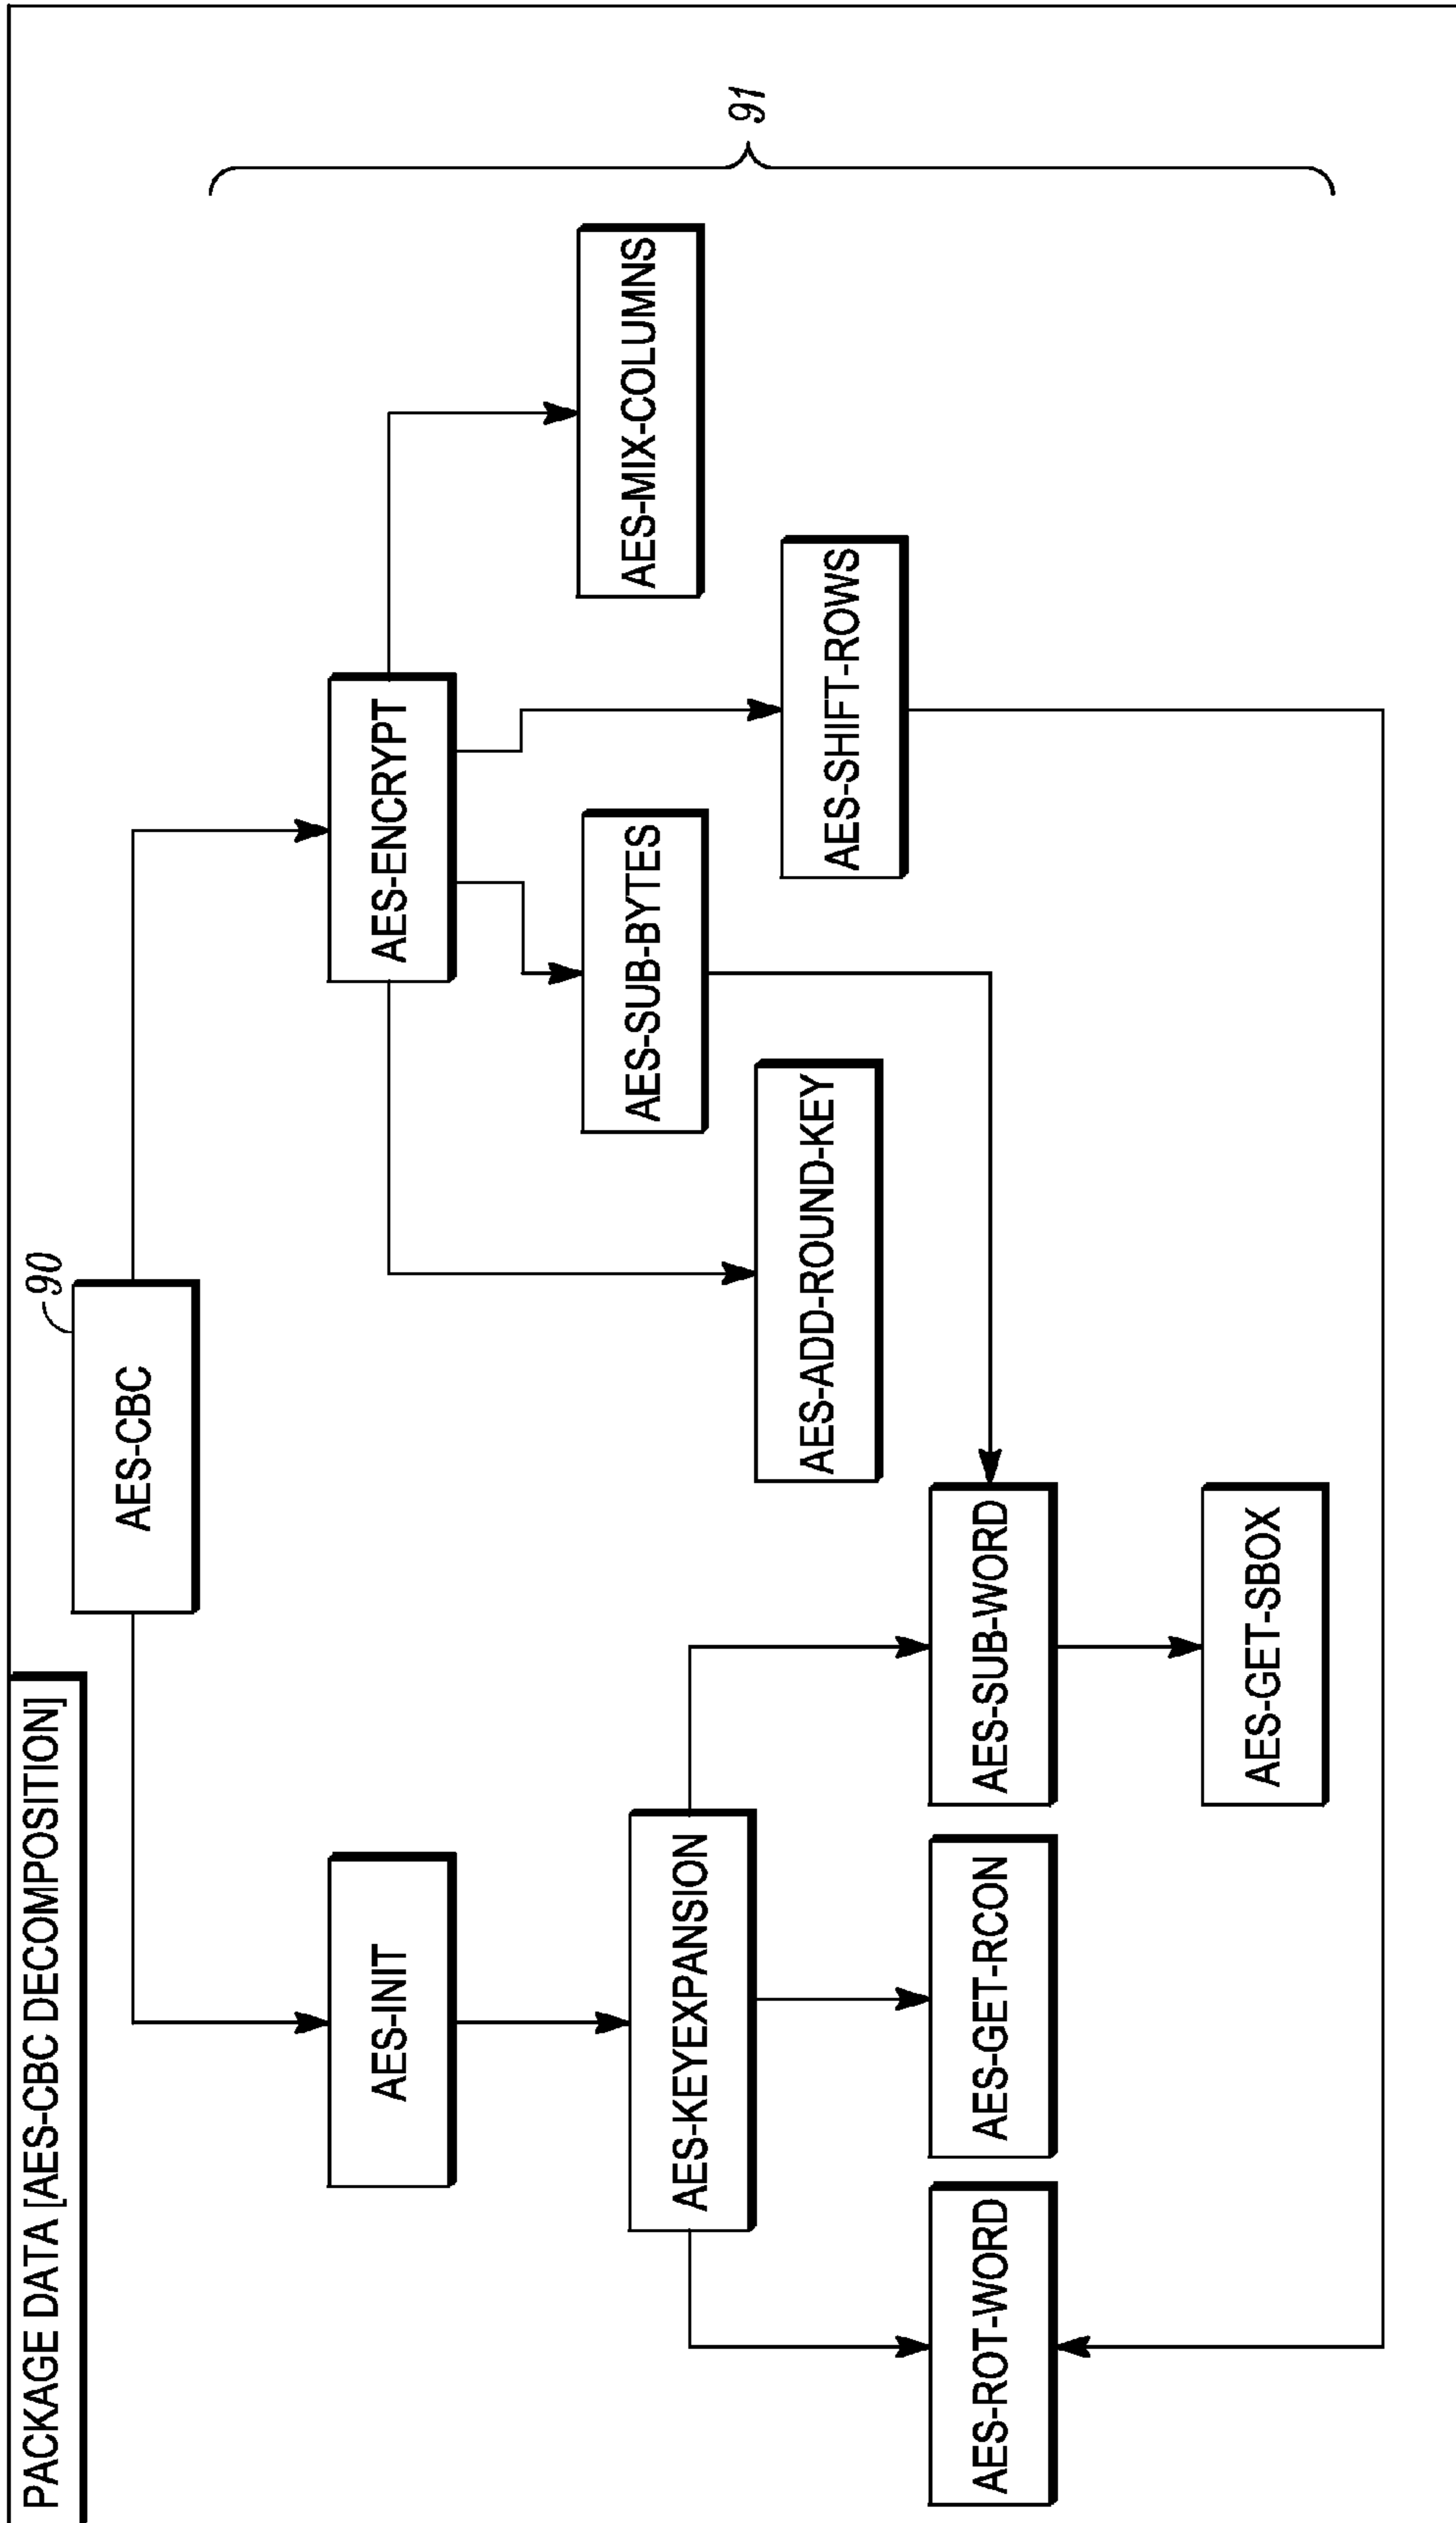 PACKAGE DATA [AES-CBC DECOMPOSITION]
90
AES-CBC
91
AES-INIT
AES-ENCRYPT
AES-KEYEXPANSION
AES-SUB-BYTES
AES-MIX-COLUMNS
AES-ADD-ROUND-KEY
AES-SHIFT-ROWS
AES-ROT-WORD
AES-GET-RCON
AES-SUB-WORD
AES-GET-SBOX